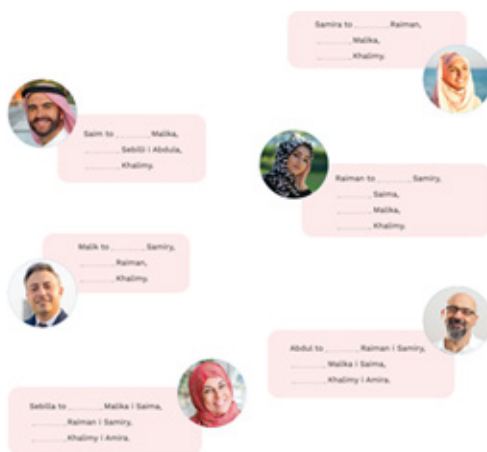 Samira to ............ Raiman,
............ Malika,
............ Khalimy.
Saim to ............ Malika,
............ Sebilli i Abdula,
............ Khalimy.
Raiman to ............ Samiry,
............ Saima,
............ Malika,
............ Khalimy.
Malik to ............ Samiry,
............ Raiman,
............ Khalimy.
Abdul to ............ Raiman i Samiry,
............ Malika i Saima,
............ Khalimy i Amira.
Sebilla to ............ Malika i Saima,
............ Raiman i Samiry,
............ Khalimy i Amira.